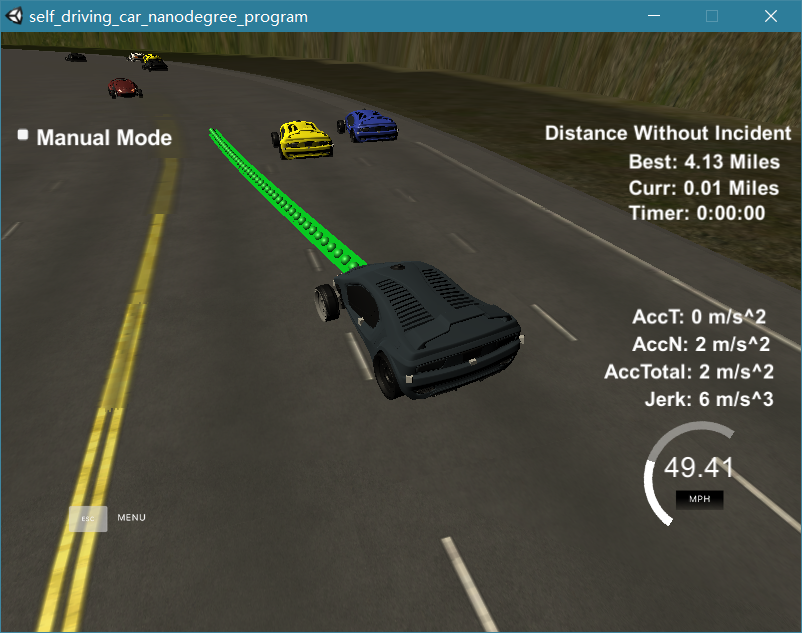 self_driving_car_nanodegree_program
Manual Mode
Distance Without Incident
Best: 4.13 Miles
Curr: 0.01 Miles
Timer: 0:00:00
AccT: 0 m/s^2
AccN: 2 m/s^2
AccTotal: 2 m/s^2
Jerk: 6 m/s^3
49.41
MPH
ESC MENU